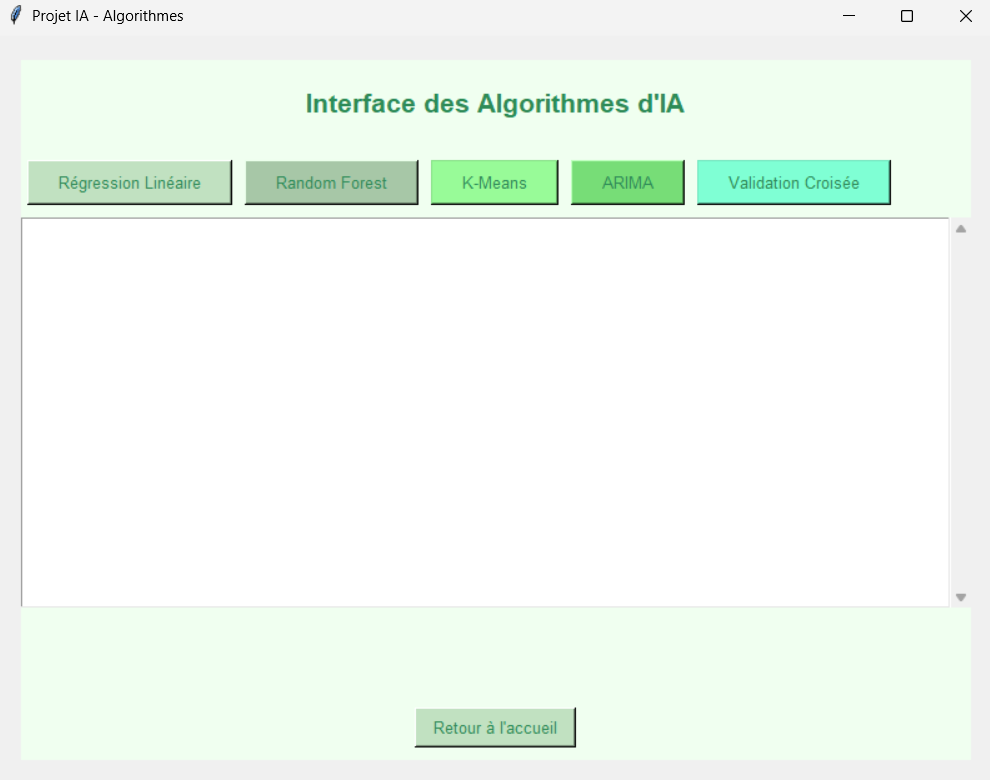 Projet IA - Algorithmes
Interface des Algorithmes d'IA
Régression Linéaire Random Forest K-Means ARIMA Validation Croisée
Retour à l'accueil